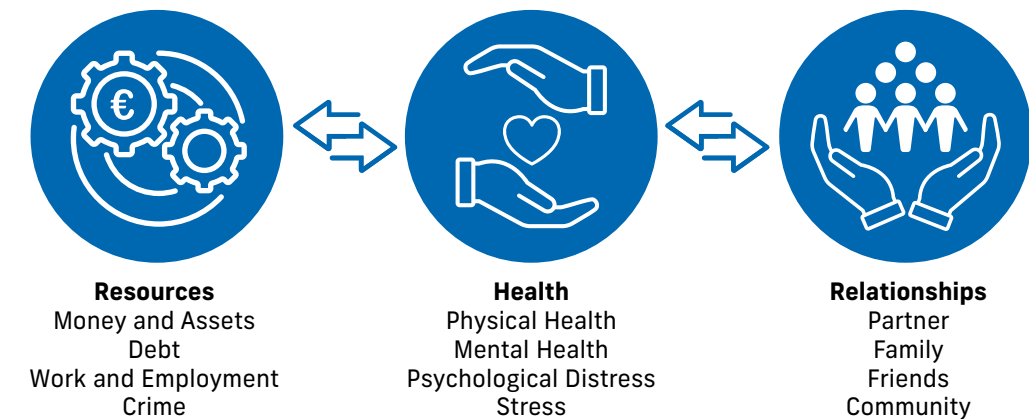 €
Resources
Money and Assets
Debt
Work and Employment
Crime
Health
Physical Health
Mental Health
Psychological Distress
Stress
Relationships
Partner
Family
Friends
Community